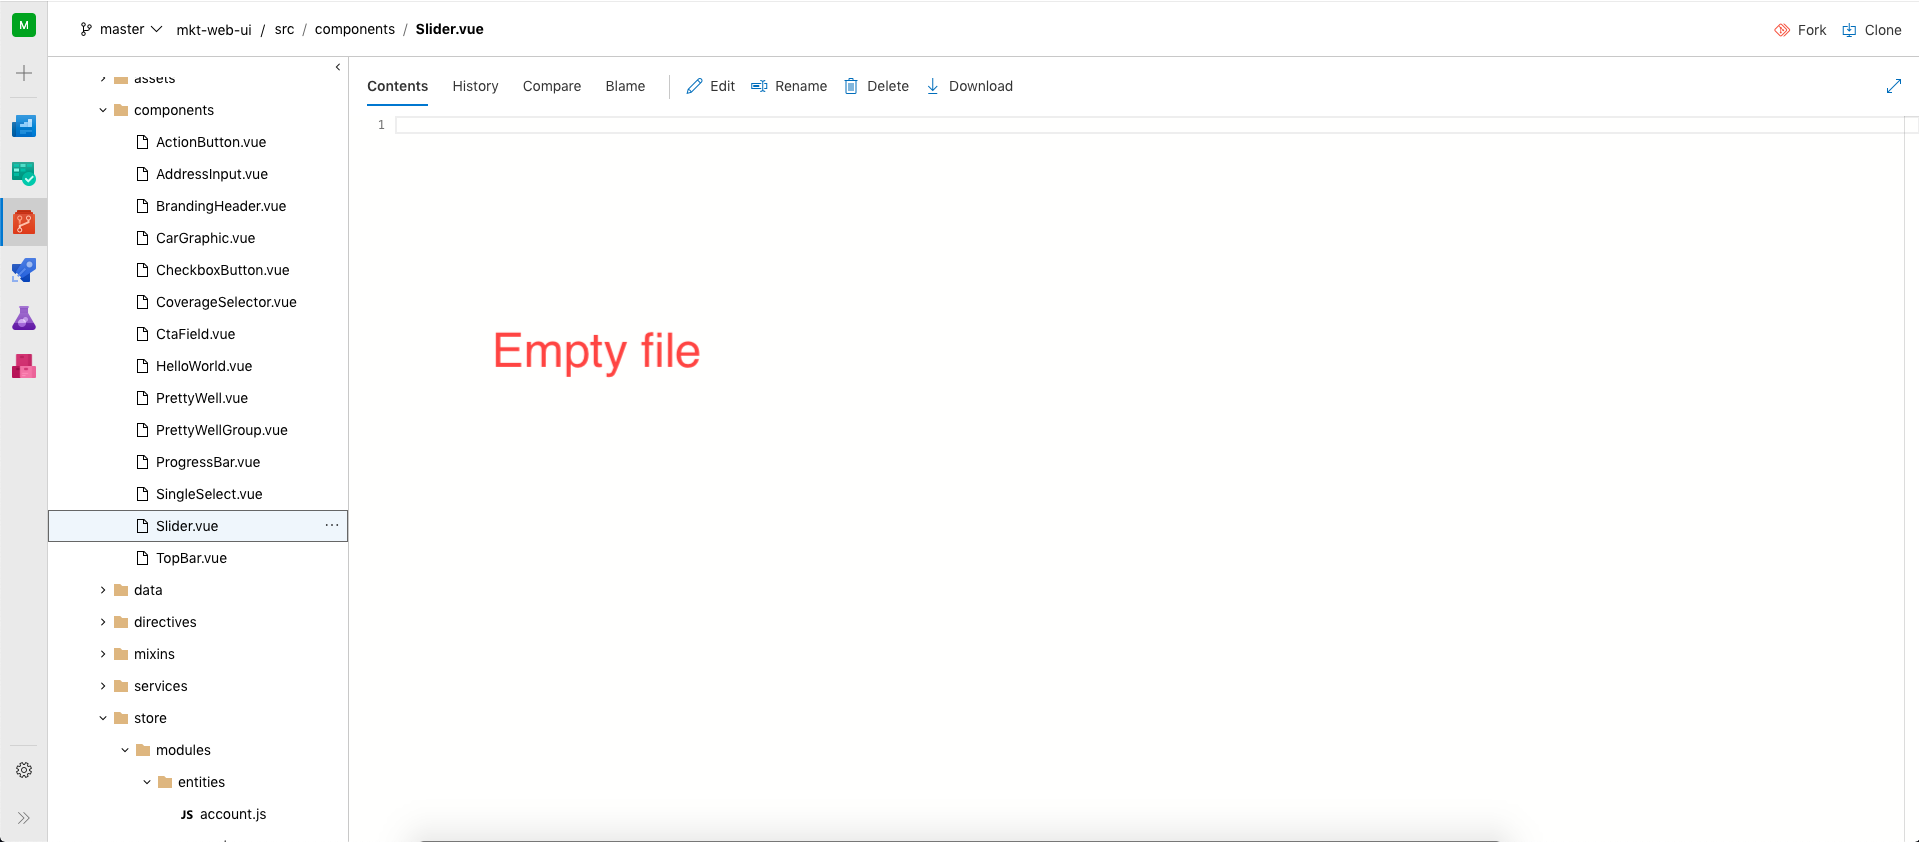 M
master mkt-web-ui / src / components / Slider.vue
Fork Clone
assets
components
ActionButton.vue
AddressInput.vue
BrandingHeader.vue
CarGraphic.vue
CheckboxButton.vue
CoverageSelector.vue
CtaField.vue
HelloWorld.vue
PrettyWell.vue
PrettyWellGroup.vue
ProgressBar.vue
SingleSelect.vue
Slider.vue ...
TopBar.vue
data
directives
mixins
services
store
modules
entities
JS account.js
Contents History Compare Blame Edit Rename Delete Download
1
Empty file